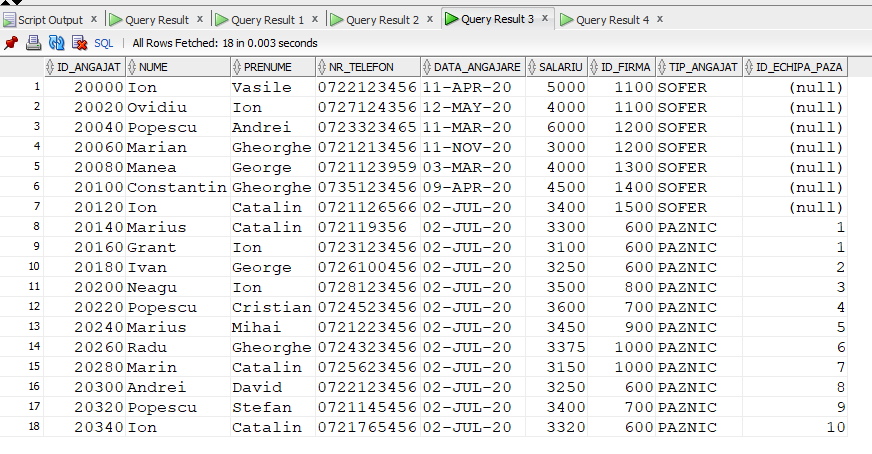 Script Output × Query Result × Query Result 1 × Query Result 2 × Query Result 3 × Query Result 4 ×
SQL | All Rows Fetched: 18 in 0.003 seconds
ID_ANGAJAT NUME PRENUME NR_TELEFON DATA_ANGAJARE SALARIU ID_FIRMA TIP_ANGAJAT ID_ECHIPA_PAZA
1 20000 Ion Vasile 0722123456 11-APR-20 5000 1100 SOFER (null)
2 20020 Ovidiu Ion 0727124356 12-MAY-20 4000 1100 SOFER (null)
3 20040 Popescu Andrei 0723323465 11-MAR-20 6000 1200 SOFER (null)
4 20060 Marian Gheorghe 0721213456 11-NOV-20 3000 1200 SOFER (null)
5 20080 Manea George 0721123959 03-MAR-20 4000 1300 SOFER (null)
6 20100 Constantin Gheorghe 0735123456 09-APR-20 4500 1400 SOFER (null)
7 20120 Ion Catalin 0721126566 02-JUL-20 3400 1500 SOFER (null)
8 20140 Marius Catalin 072119356 02-JUL-20 3300 600 PAZNIC 1
9 20160 Grant Ion 0723123456 02-JUL-20 3100 600 PAZNIC 1
10 20180 Ivan George 0726100456 02-JUL-20 3250 600 PAZNIC 2
11 20200 Neagu Ion 0728123456 02-JUL-20 3500 800 PAZNIC 3
12 20220 Popescu Cristian 0724523456 02-JUL-20 3600 700 PAZNIC 4
13 20240 Marius Mihai 0721223456 02-JUL-20 3450 900 PAZNIC 5
14 20260 Radu Gheorghe 0724323456 02-JUL-20 3375 1000 PAZNIC 6
15 20280 Marin Catalin 0725623456 02-JUL-20 3150 1000 PAZNIC 7
16 20300 Andrei David 0722123456 02-JUL-20 3250 600 PAZNIC 8
17 20320 Popescu Stefan 0721145456 02-JUL-20 3400 700 PAZNIC 9
18 20340 Ion Catalin 0721765456 02-JUL-20 3320 600 PAZNIC 10